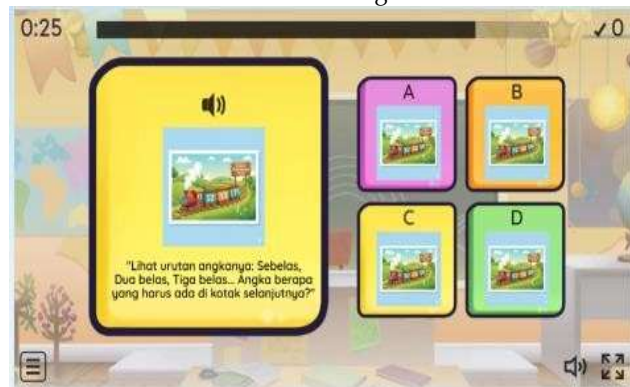 0:25
✓0
A
B
"Lihat urutan angkanya: Sebelas,
Dua belas, Tiga belas... Angka berapa
yang harus ada di kotak selanjutnya?"
C
D